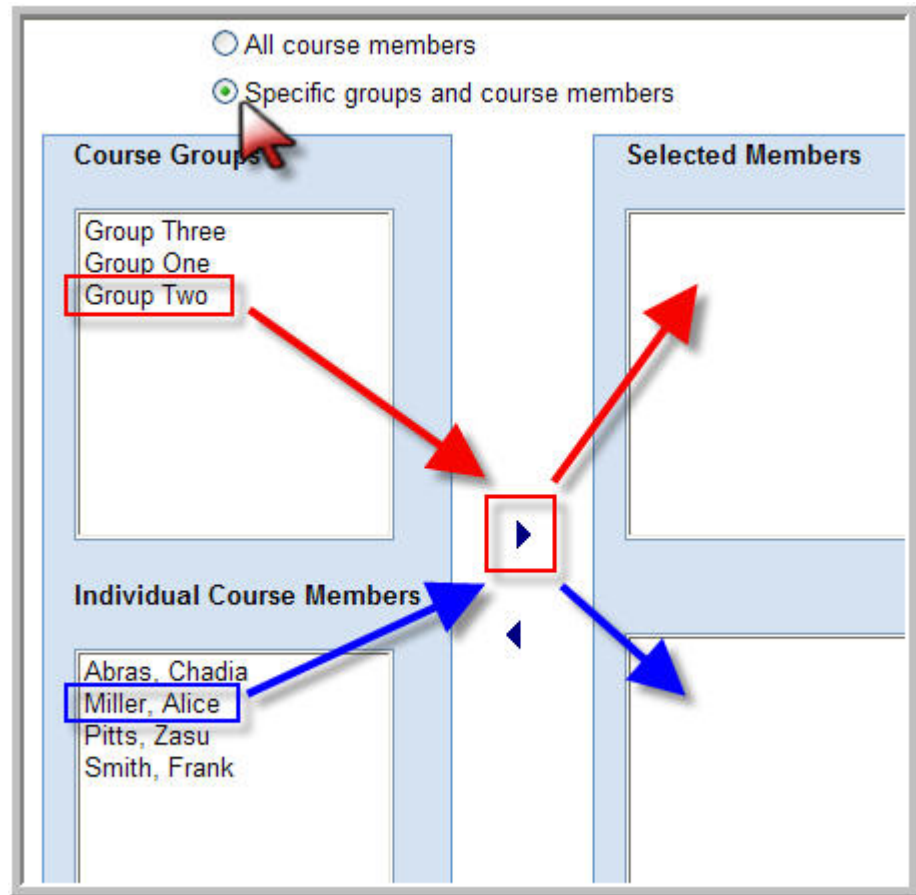 All course members
Specific groups and course members
Course Groups
Selected Members
Group Three
Group One
Group Two
Individual Course Members
Abras, Chadia
Miller, Alice
Pitts, Zasu
Smith, Frank